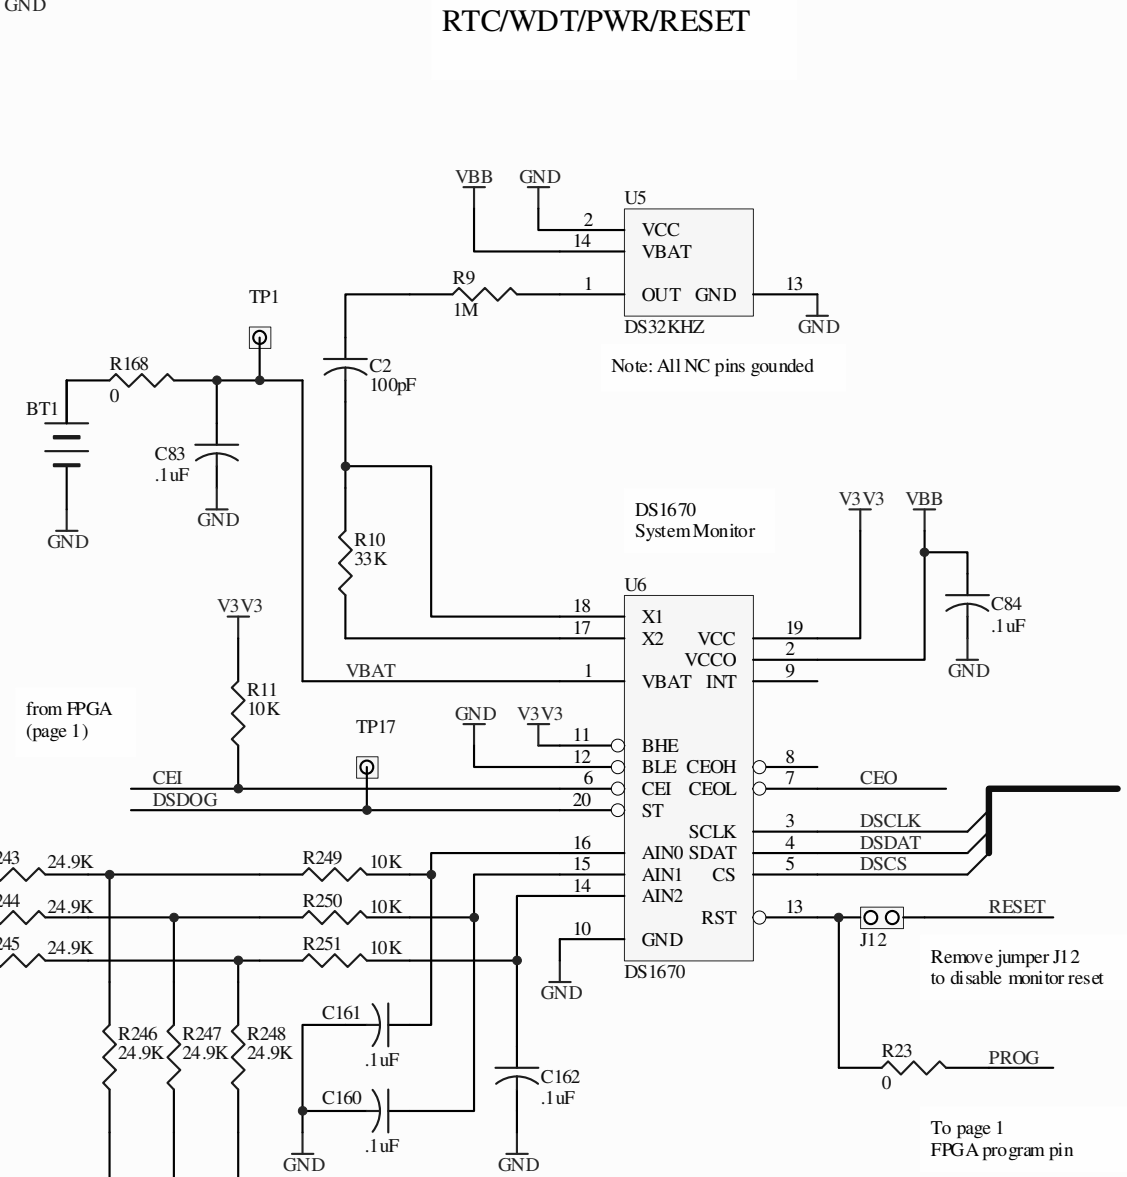 GND
RTC/WDT/PWR/RESET
VBB GND
U5
2 VCC
14 VBAT
R9
1M
1 OUT GND 13
DS32KHZ
GND
Note: All NC pins gounded
TP1
R168
0
C2
100pF
BT1
C83
.1uF
GND
GND
R10
33K
DS1670
System Monitor
V3V3 VBB
C84
.1uF
GND
U6
18 X1
17 X2 VCC 19
VCCO 2
VBAT 1 VBAT INT 9
V3V3
R11
10K
from FPGA
(page 1)
TP17
GND V3V3
11 BHE
12 BLE CEOH 8
CEI 6 CEI CEOL 7 CEO
DSDOG 20 ST
SCLK 3 DSCLK
16 AIN0 SDAT 4 DSDAT
15 AIN1 CS 5 DSCS
14 AIN2
RST 13 RESET
J12
10 GND
DS1670
GND
243 24.9K R249 10K
244 24.9K R250 10K
245 24.9K R251 10K
Remove jumper J12
to disable monitor reset
R246
24.9K
R247
24.9K
R248
24.9K
C161
.1uF
C160
.1uF
C162
.1uF
GND
GND
R23
0
PROG
To page 1
FPGA program pin